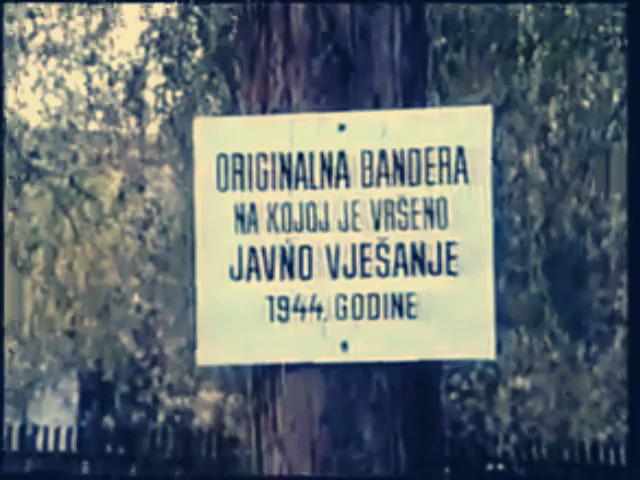 ORIGINALNA BANDERA
NA KOJOJ JE VRŠENO
JAVNO VJEŠANJE
1944. GODINE